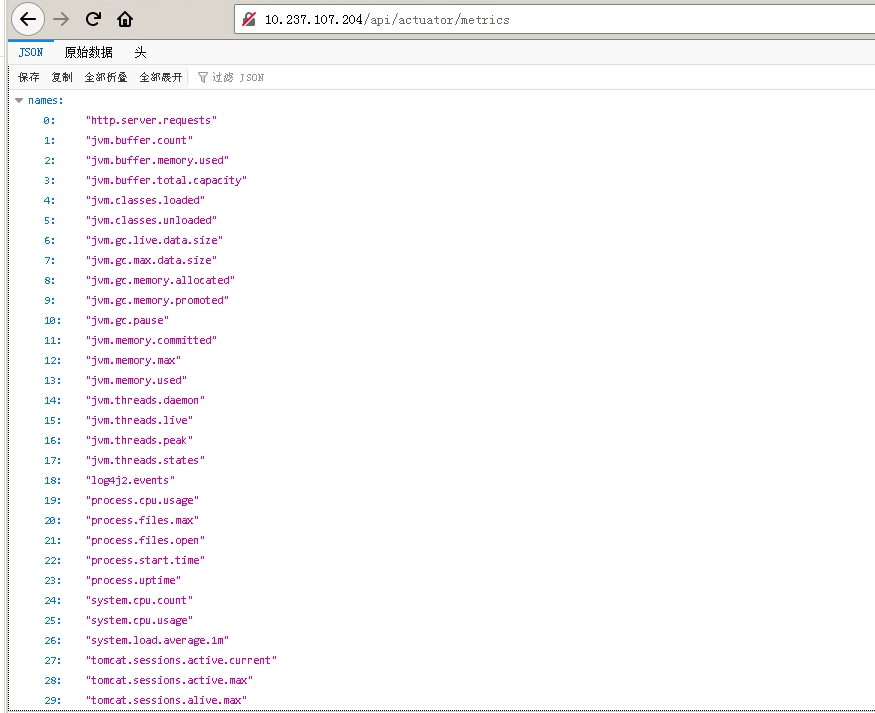 10.237.107.204/api/actuator/metrics
JSON 原始数据 头
保存 复制 全部折叠 全部展开 过滤 JSON
names:
0: "http.server.requests"
1: "jvm.buffer.count"
2: "jvm.buffer.memory.used"
3: "jvm.buffer.total.capacity"
4: "jvm.classes.loaded"
5: "jvm.classes.unloaded"
6: "jvm.gc.live.data.size"
7: "jvm.gc.max.data.size"
8: "jvm.gc.memory.allocated"
9: "jvm.gc.memory.promoted"
10: "jvm.gc.pause"
11: "jvm.memory.committed"
12: "jvm.memory.max"
13: "jvm.memory.used"
14: "jvm.threads.daemon"
15: "jvm.threads.live"
16: "jvm.threads.peak"
17: "jvm.threads.states"
18: "log4j2.events"
19: "process.cpu.usage"
20: "process.files.max"
21: "process.files.open"
22: "process.start.time"
23: "process.uptime"
24: "system.cpu.count"
25: "system.cpu.usage"
26: "system.load.average.1m"
27: "tomcat.sessions.active.current"
28: "tomcat.sessions.active.max"
29: "tomcat.sessions.alive.max"